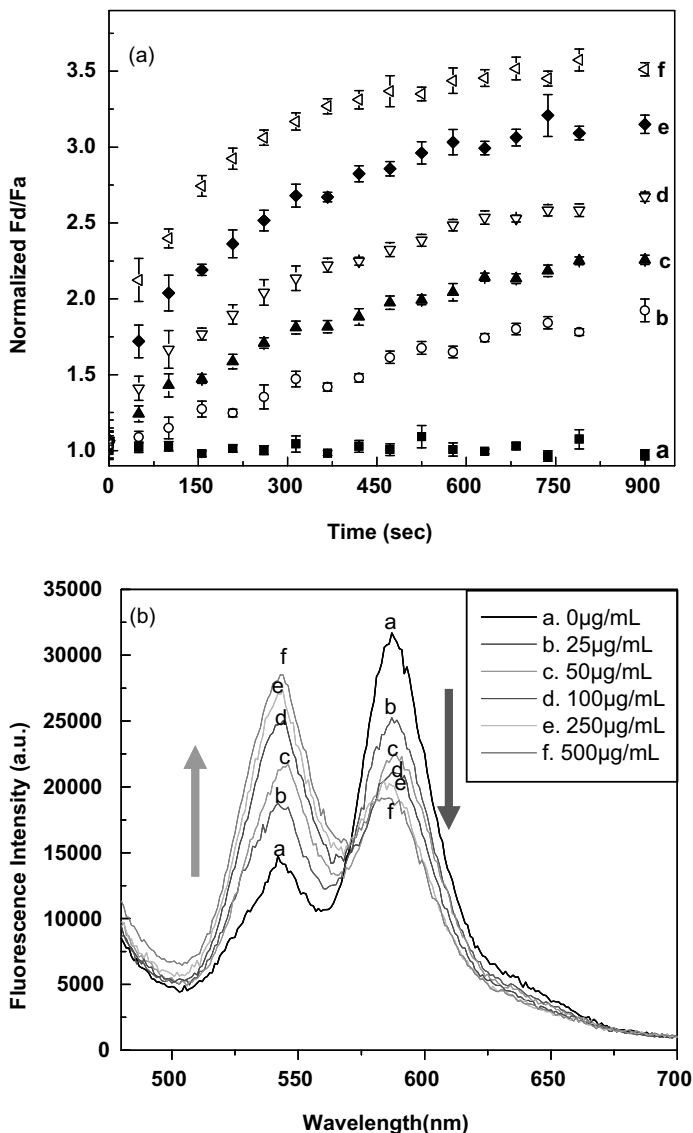 (a)
Normalized Fd/Fa
3.5
3.0
2.5
2.0
1.5
1.0
f
e
d
c
b
a
0 150 300 450 600 750 900
Time (sec)
(b)
Fluorescence Intensity (a.u.)
35000
30000
25000
20000
15000
10000
5000
0
a
b
c
d
e
f
f
e
d
c
b
a
a. 0µg/mL
b. 25µg/mL
c. 50µg/mL
d. 100µg/mL
e. 250µg/mL
f. 500µg/mL
500 550 600 650 700
Wavelength(nm)